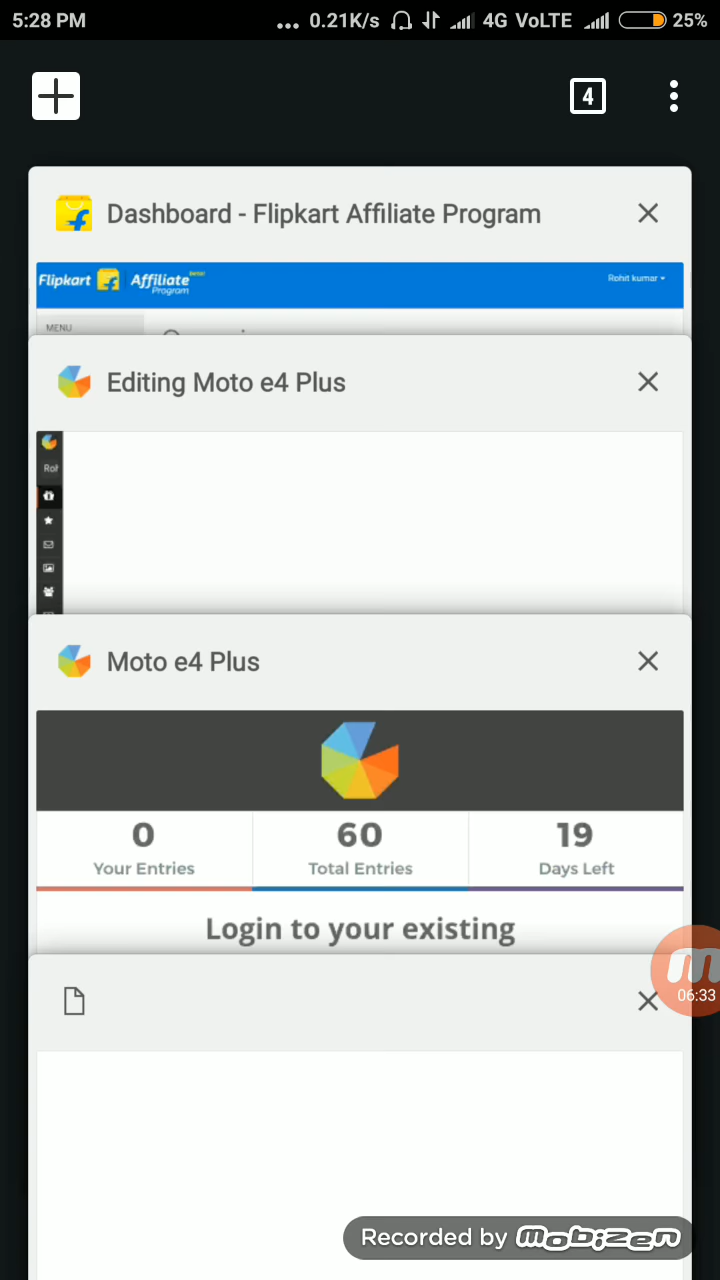 5:28 PM ... 0.21K/s 4G VoLTE 25%
4
Dashboard - Flipkart Affiliate Program
Flipkart Affiliate Program
Rohit kumar
MENU
Editing Moto e4 Plus
Roh
Moto e4 Plus
0 60 19
Your Entries Total Entries Days Left
Login to your existing
06:33
Recorded by mobizen